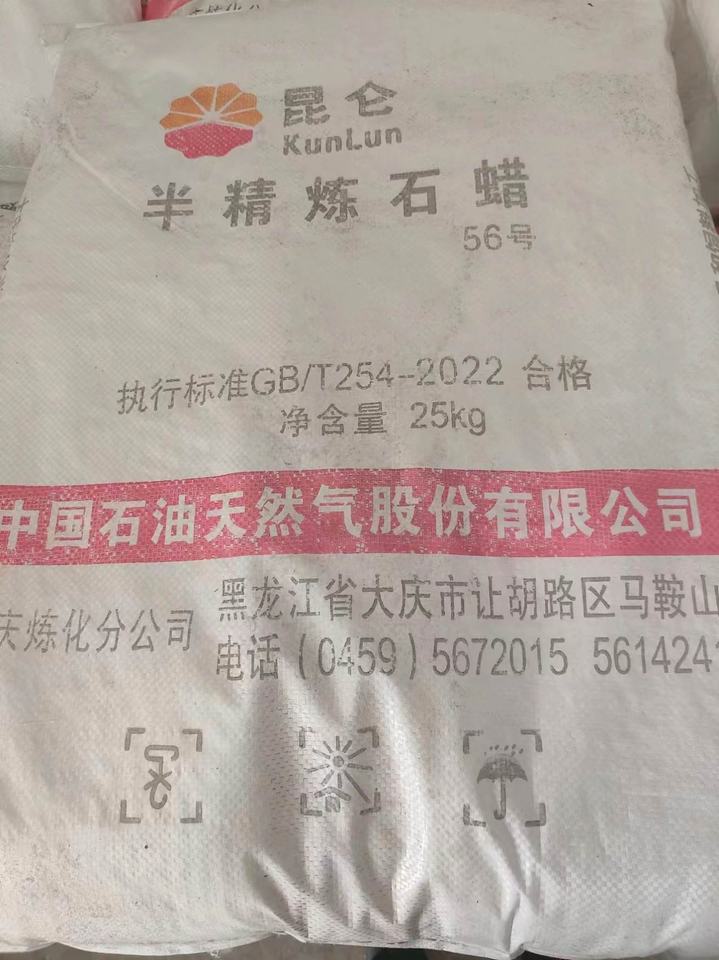 昆仑
KunLun
半精炼石蜡
56号
执行标准GB/T254-2022 合格
净含量 25kg
中国石油天然气股份有限公司
庆炼化分公司
黑龙江省大庆市让胡路区马鞍山
电话(0459)5672015 5614241